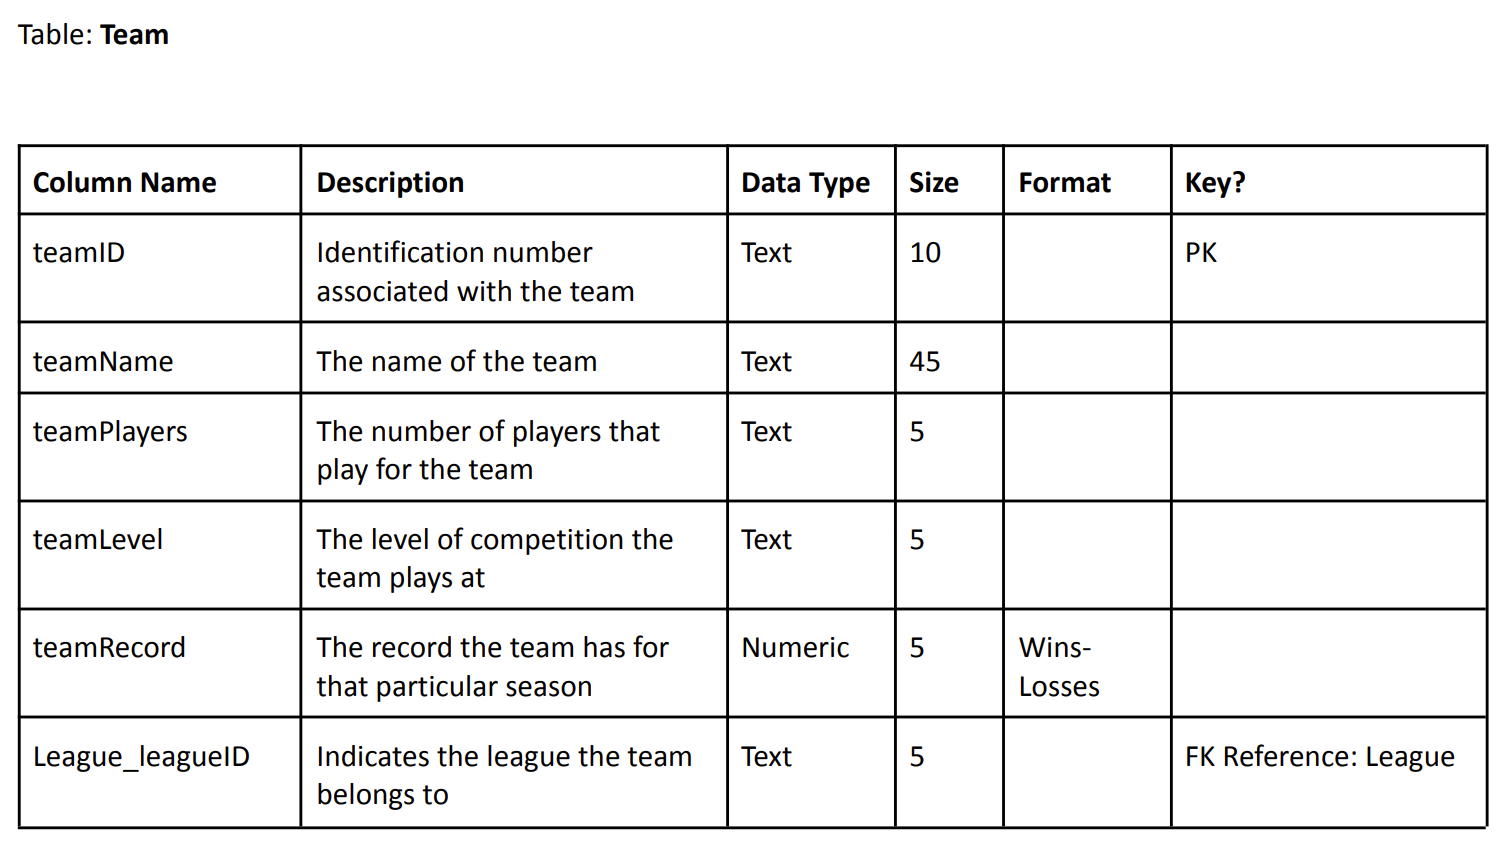 Table: Team
Column Name Description Data Type Size Format Key?
teamID Identification number Text 10 PK
associated with the team
teamName The name of the team Text 45
teamPlayers The number of players that Text 5
play for the team
teamLevel The level of competition the Text 5
team plays at
teamRecord The record the team has for Numeric 5 Wins-
that particular season Losses
League_leagueID Indicates the league the team Text 5 FK Reference: League
belongs to